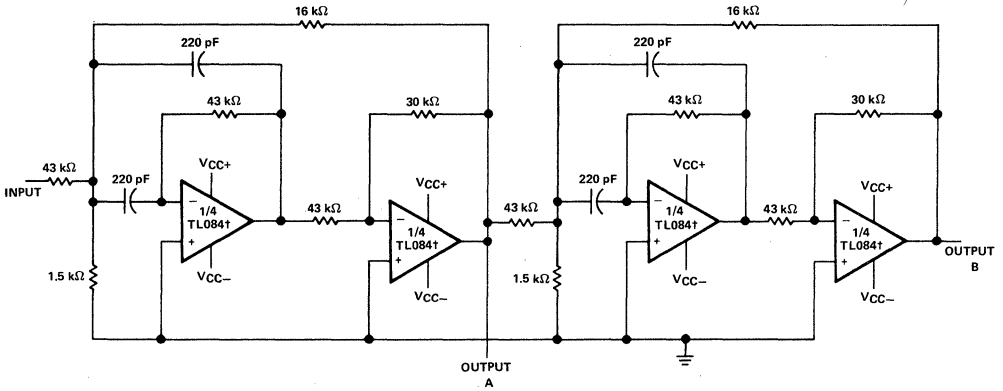 16 kΩ
16 kΩ
220 pF
220 pF
43 kΩ
30 kΩ
43 kΩ
30 kΩ
43 kΩ
INPUT
220 pF
VCC+
−
1/4
TL084†
+
VCC−
43 kΩ
VCC+
−
1/4
TL084†
+
VCC−
1.5 kΩ
43 kΩ
220 pF
VCC+
−
1/4
TL084†
+
VCC−
43 kΩ
VCC+
−
1/4
TL084†
+
VCC−
1.5 kΩ
OUTPUT
A
OUTPUT
B